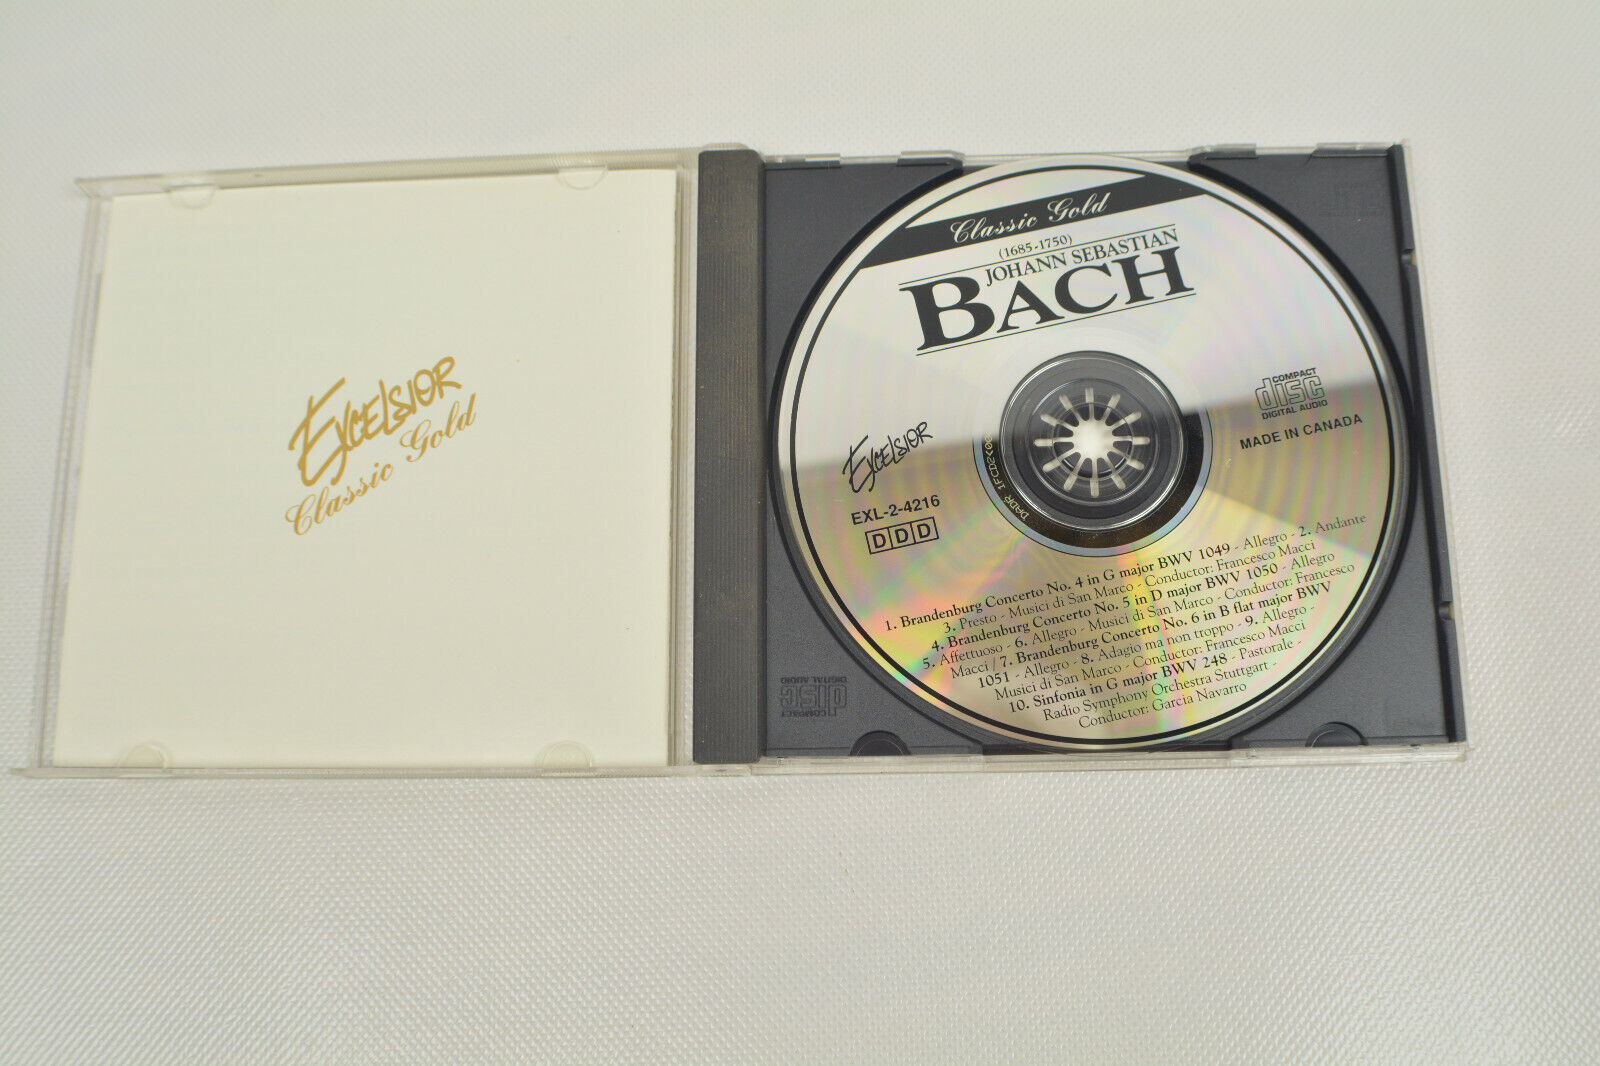 EXCELSIOR
Classic Gold
Classic Gold
(1685-1750)
JOHANN SEBASTIAN
BACH
COMPACT
disc
DIGITAL AUDIO
MADE IN CANADA
EXCELSIOR
EXL-2-4216
DDD
1. Brandenburg Concerto No. 4 in G major BWV 1049 - Allegro - 2. Andante
3. Presto - Musici di San Marco - Conductor: Francesco Macci
4. Brandenburg Concerto No. 5 in D major BWV 1050 - Allegro
5. Affettuoso - 6. Allegro - Musici di San Marco - Conductor: Francesco
Macci / 7. Brandenburg Concerto No. 6 in B flat major BWV
1051 - Allegro - 8. Adagio ma non troppo - 9. Allegro -
Musici di San Marco - Conductor: Francesco Macci
10. Sinfonia in G major BWV 248 - Pastorale -
Radio Symphony Orchestra Stuttgart -
Conductor: Garcia Navarro
COMPACT
disc
DIGITAL AUDIO